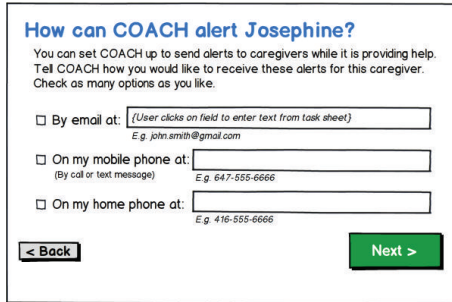 How can COACH alert Josephine?
You can set COACH up to send alerts to caregivers while it is providing help.
Tell COACH how you would like to receive these alerts for this caregiver.
Check as many options as you like.
By email at: {User clicks on field to enter text from task sheet}
E.g. john.smith@gmail.com
On my mobile phone at:
(By call or text message) E.g. 647-555-6666
On my home phone at:
E.g. 416-555-6666
< Back Next >